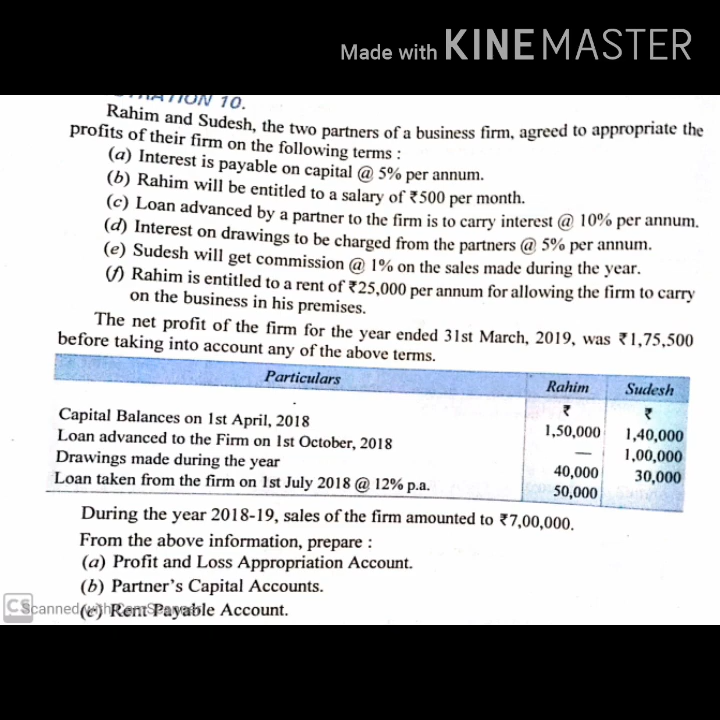 Made with KINEMASTER
10.
Rahim and Sudesh, the two partners of a business firm, agreed to appropriate the
profits of their firm on the following terms :
(a) Interest is payable on capital @ 5% per annum.
(b) Rahim will be entitled to a salary of ₹500 per month.
(c) Loan advanced by a partner to the firm is to carry interest @ 10% per annum.
(d) Interest on drawings to be charged from the partners @ 5% per annum.
(e) Sudesh will get commission @ 1% on the sales made during the year.
(f) Rahim is entitled to a rent of ₹25,000 per annum for allowing the firm to carry
on the business in his premises.
The net profit of the firm for the year ended 31st March, 2019, was ₹1,75,500
before taking into account any of the above terms.
Particulars Rahim Sudesh
₹ ₹
Capital Balances on 1st April, 2018 1,50,000 1,40,000
Loan advanced to the Firm on 1st October, 2018 — 1,00,000
Drawings made during the year 40,000 30,000
Loan taken from the firm on 1st July 2018 @ 12% p.a. 50,000
During the year 2018-19, sales of the firm amounted to ₹7,00,000.
From the above information, prepare :
(a) Profit and Loss Appropriation Account.
(b) Partner's Capital Accounts.
(c) Rent Payable Account.
CS Scanned with CamScanner